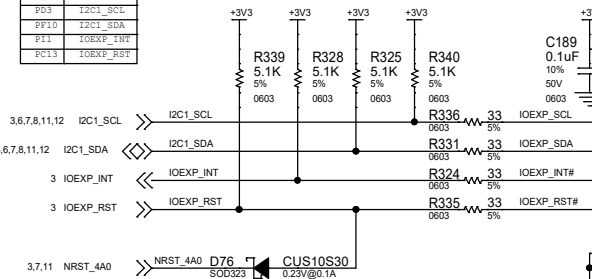 PD3 I2C1_SCL
PF10 I2C1_SDA
PI1 IOEXP_INT
PC13 IOEXP_RST
+3V3 +3V3 +3V3 +3V3
R339 R328 R325 R340
5.1K 5.1K 5.1K 5.1K
5% 5% 5% 5%
0603 0603 0603 0603
C189
0.1uF
10%
50V
0603
3,6,7,8,11,12 I2C1_SCL I2C1_SCL R336 33 IOEXP_SCL
0603 5%
6,7,8,11,12 I2C1_SDA I2C1_SDA R331 33 IOEXP_SDA
0603 5%
3 IOEXP_INT IOEXP_INT R324 33 IOEXP_INT#
0603 5%
3 IOEXP_RST IOEXP_RST R335 33 IOEXP_RST#
0603 5%
3,7,11 NRST_4A0 NRST_4A0 D76 CUS10S30
SOD323 0.23V@0.1A